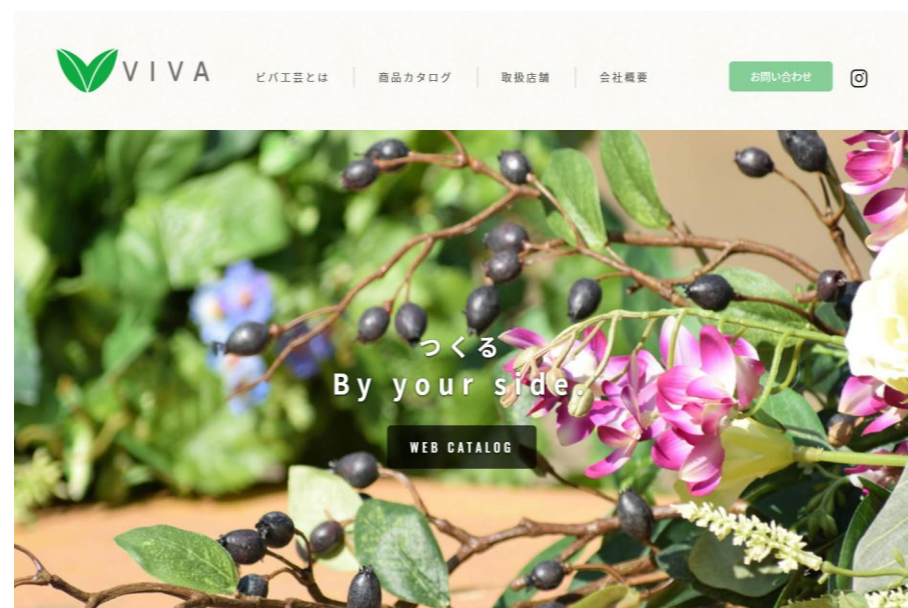 VIVA
ビバ工芸とは
商品カタログ
取扱店舗
会社概要
お問い合わせ
つくる
By your side.
WEB CATALOG